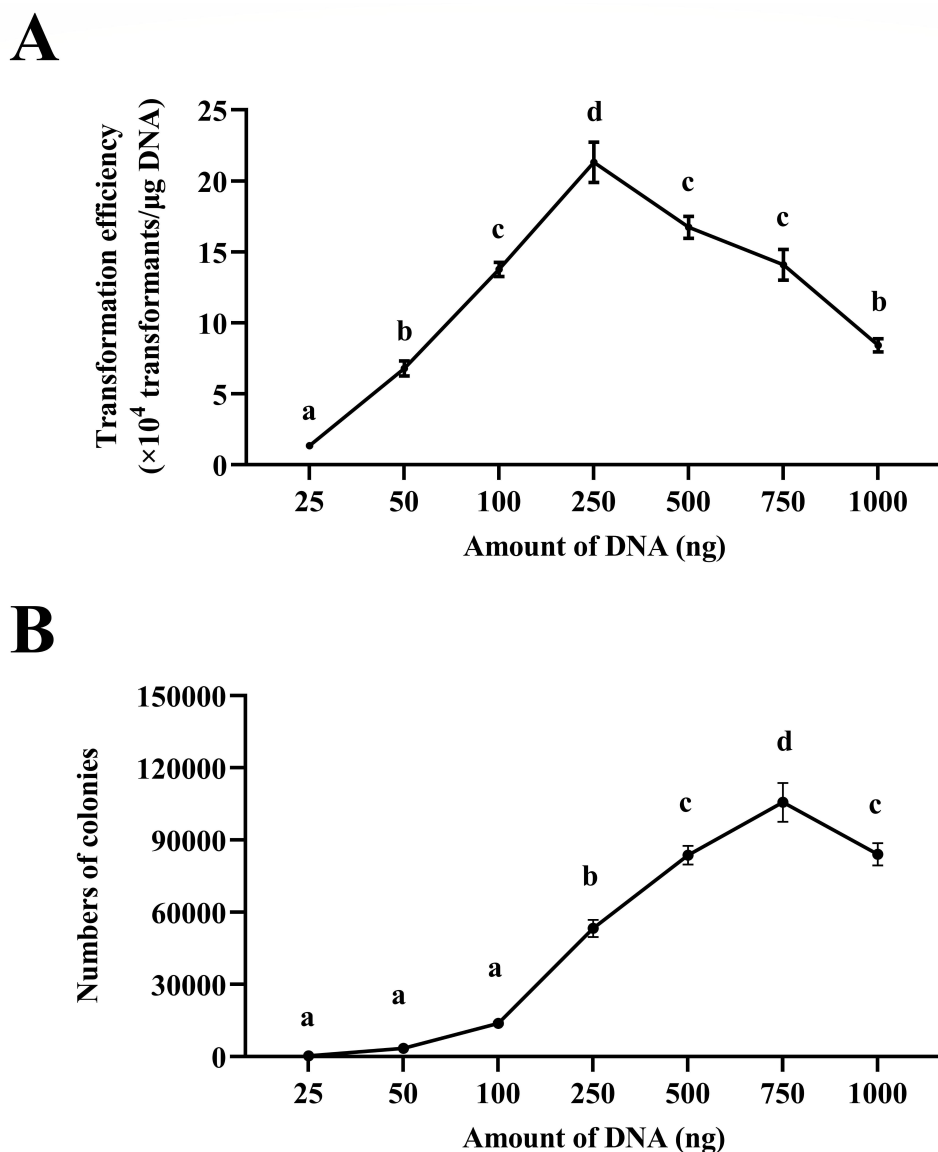 A
Transformation efficiency
(×10⁴ transformants/μg DNA)
25
20
15
10
5
0
a
b
c
d
c
c
b
25 50 100 250 500 750 1000
Amount of DNA (ng)
B
Numbers of colonies
150000
120000
90000
60000
30000
0
a
a
a
b
c
d
c
25 50 100 250 500 750 1000
Amount of DNA (ng)